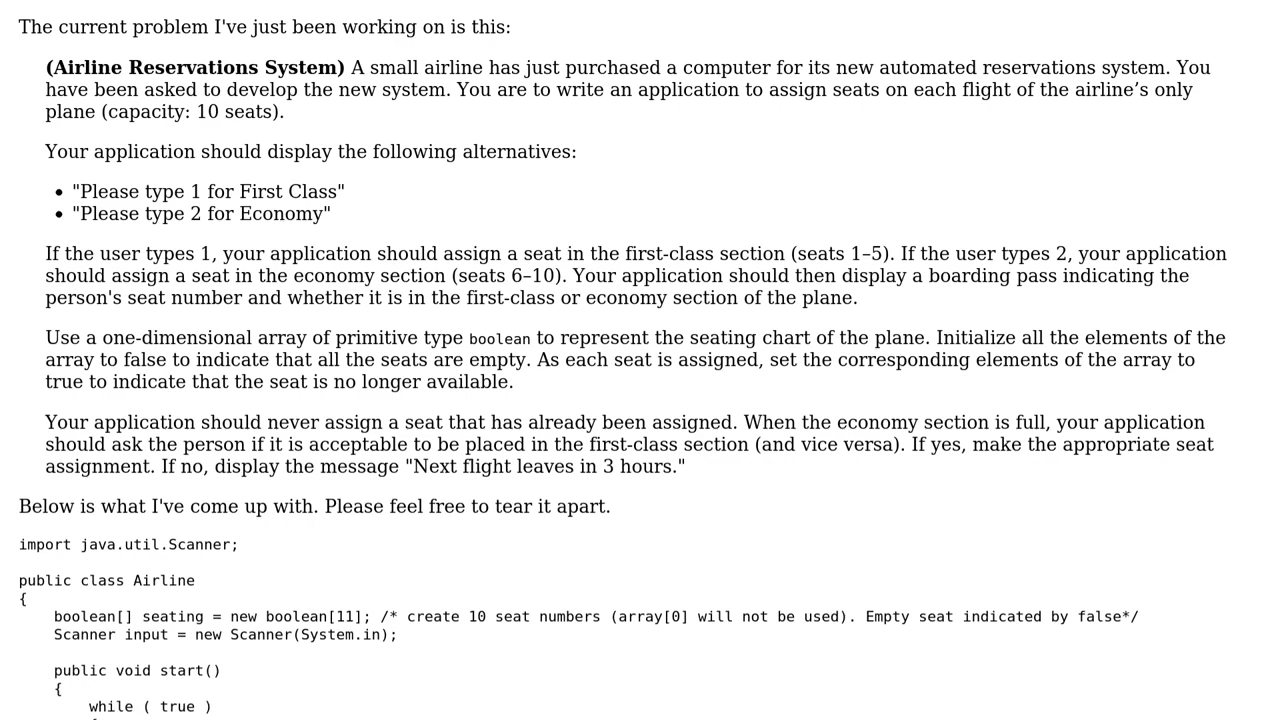 The current problem I've just been working on is this:
(Airline Reservations System) A small airline has just purchased a computer for its new automated reservations system. You
have been asked to develop the new system. You are to write an application to assign seats on each flight of the airline’s only
plane (capacity: 10 seats).
Your application should display the following alternatives:
• "Please type 1 for First Class"
• "Please type 2 for Economy"
If the user types 1, your application should assign a seat in the first-class section (seats 1–5). If the user types 2, your application
should assign a seat in the economy section (seats 6–10). Your application should then display a boarding pass indicating the
person's seat number and whether it is in the first-class or economy section of the plane.
Use a one-dimensional array of primitive type boolean to represent the seating chart of the plane. Initialize all the elements of the
array to false to indicate that all the seats are empty. As each seat is assigned, set the corresponding elements of the array to
true to indicate that the seat is no longer available.
Your application should never assign a seat that has already been assigned. When the economy section is full, your application
should ask the person if it is acceptable to be placed in the first-class section (and vice versa). If yes, make the appropriate seat
assignment. If no, display the message "Next flight leaves in 3 hours."
Below is what I've come up with. Please feel free to tear it apart.
import java.util.Scanner;
public class Airline
{
boolean[] seating = new boolean[11]; /* create 10 seat numbers (array[0] will not be used). Empty seat indicated by false*/
Scanner input = new Scanner(System.in);
public void start()
{
while ( true )